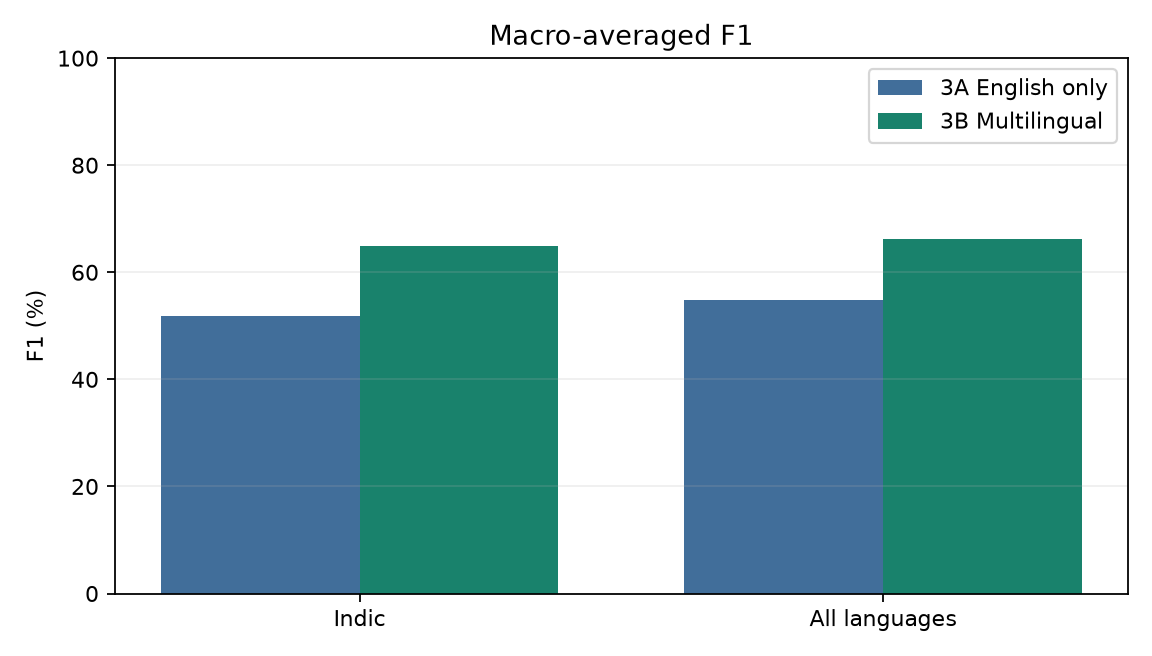 Macro-averaged F1
3A English only
3B Multilingual
F1 (%)
100
80
60
40
20
0
Indic
All languages